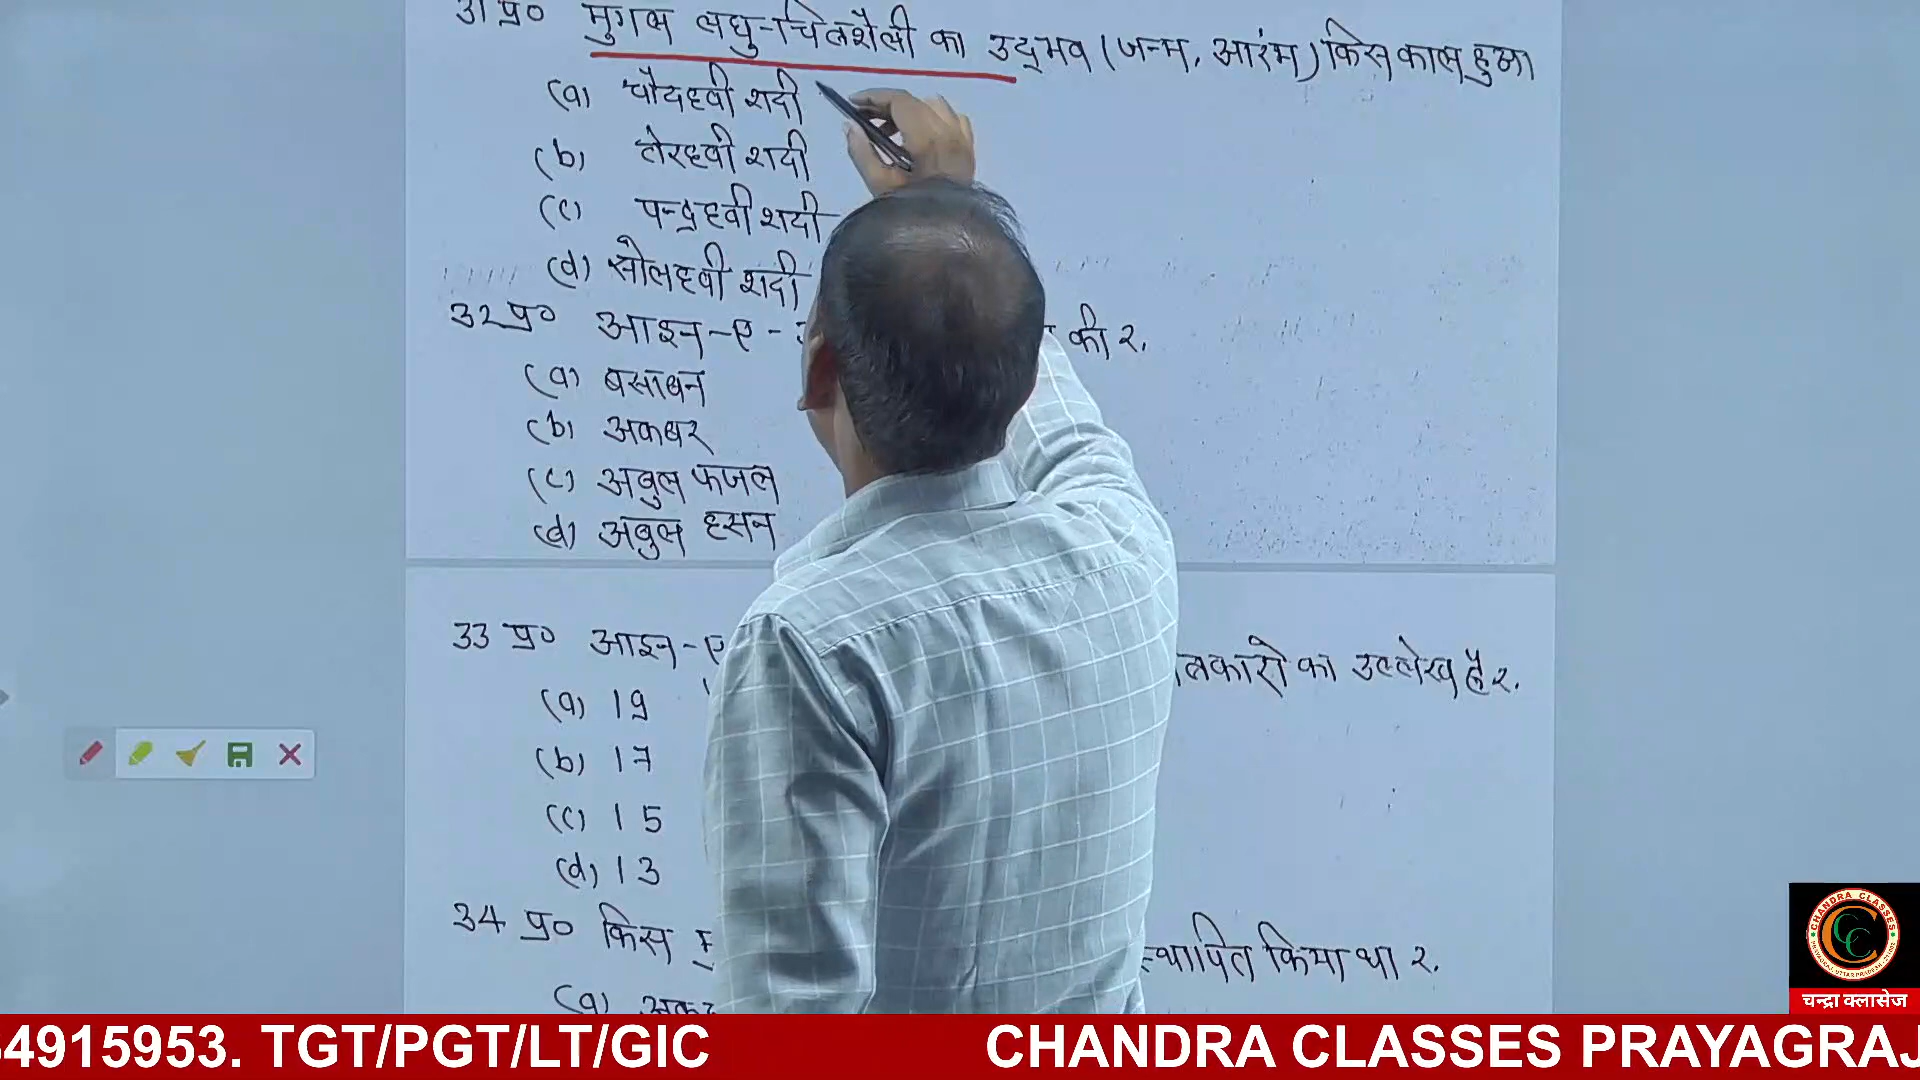 31 प्र० मुगल लघु-चित्रशैली का उद्भव (जन्म, आरंभ) किस काल हुआ
(a) चौदहवी शदी
(b) तेरहवी शदी
(c) पन्द्रहवी शदी
(d) सोलहवी शदी
32 प्र० आइन-ए- की २.
(a) बसावन
(b) अकबर
(c) अबुल फजल
(d) अबुल हसन
33 प्र० आइन-ए का उल्लेख है २.
(a) 19
(b) 17
(c) 15
(d) 13
34 प्र० किस स्थापित किया था २.
(a)
CHANDRA CLASSES
चन्द्रा क्लासेज
4915953. TGT/PGT/LT/GIC CHANDRA CLASSES PRAYAGRAJ